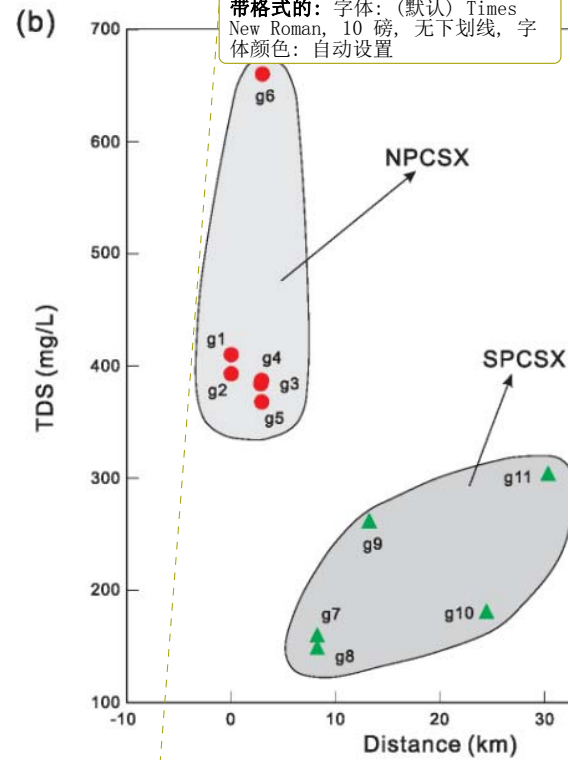 (b)
带格式的: 字体: (默认) Times
New Roman, 10 磅, 无下划线, 字
体颜色: 自动设置
700
g6
600
NPCSX
500
g1
g4
400
g2
g3
g5
SPCSX
TDS (mg/L)
300
g11
g9
200
g7
g10
g8
100
-10
0
10
20
30
Distance (km)